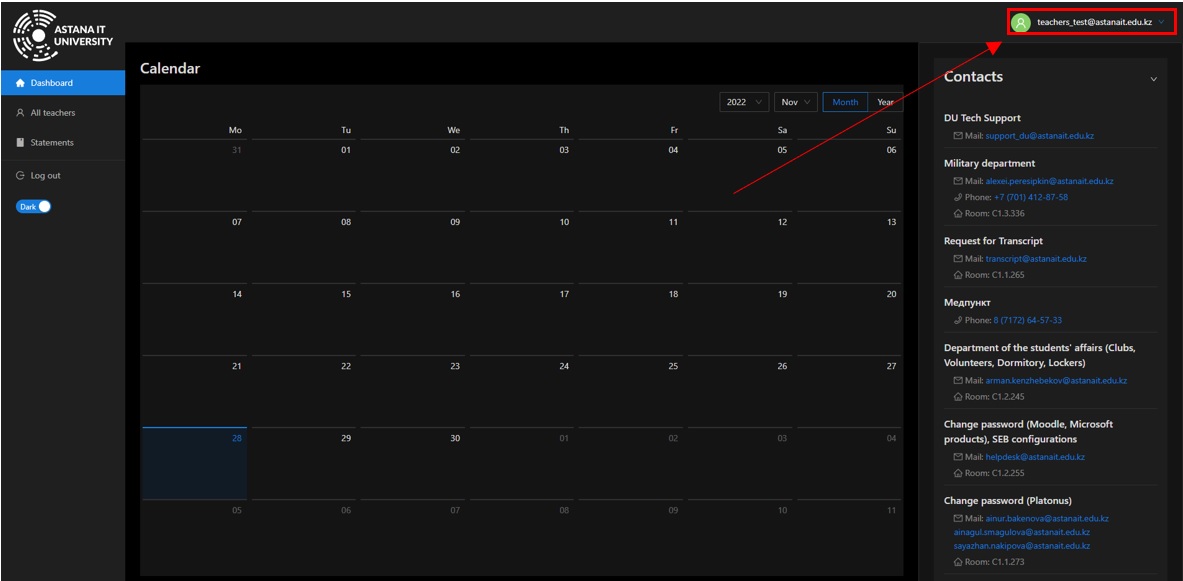 ASTANA IT
UNIVERSITY
teachers_test@astanait.edu.kz
Dashboard
All teachers
Statements
Log out
Dark
Calendar
2022 Nov Month Year
Mo Tu We Th Fr Sa Su
31 01 02 03 04 05 06
07 08 09 10 11 12 13
14 15 16 17 18 19 20
21 22 23 24 25 26 27
28 29 30 01 02 03 04
05 06 07 08 09 10 11
Contacts
DU Tech Support
Mail: support_du@astanait.edu.kz
Military department
Mail: alexei.peresipkin@astanait.edu.kz
Phone: +7 (701) 412-87-58
Room: C1.3.336
Request for Transcript
Mail: transcript@astanait.edu.kz
Room: C1.1.265
Медпункт
Phone: 8 (7172) 64-57-33
Department of the students' affairs (Clubs,
Volunteers, Dormitory, Lockers)
Mail: arman.kenzhebekov@astanait.edu.kz
Room: C1.2.245
Change password (Moodle, Microsoft
products), SEB configurations
Mail: helpdesk@astanait.edu.kz
Room: C1.2.255
Change password (Platonus)
Mail: ainur.bakenova@astanait.edu.kz
ainagul.smagulova@astanait.edu.kz
sayazhan.nakipova@astanait.edu.kz
Room: C1.1.273